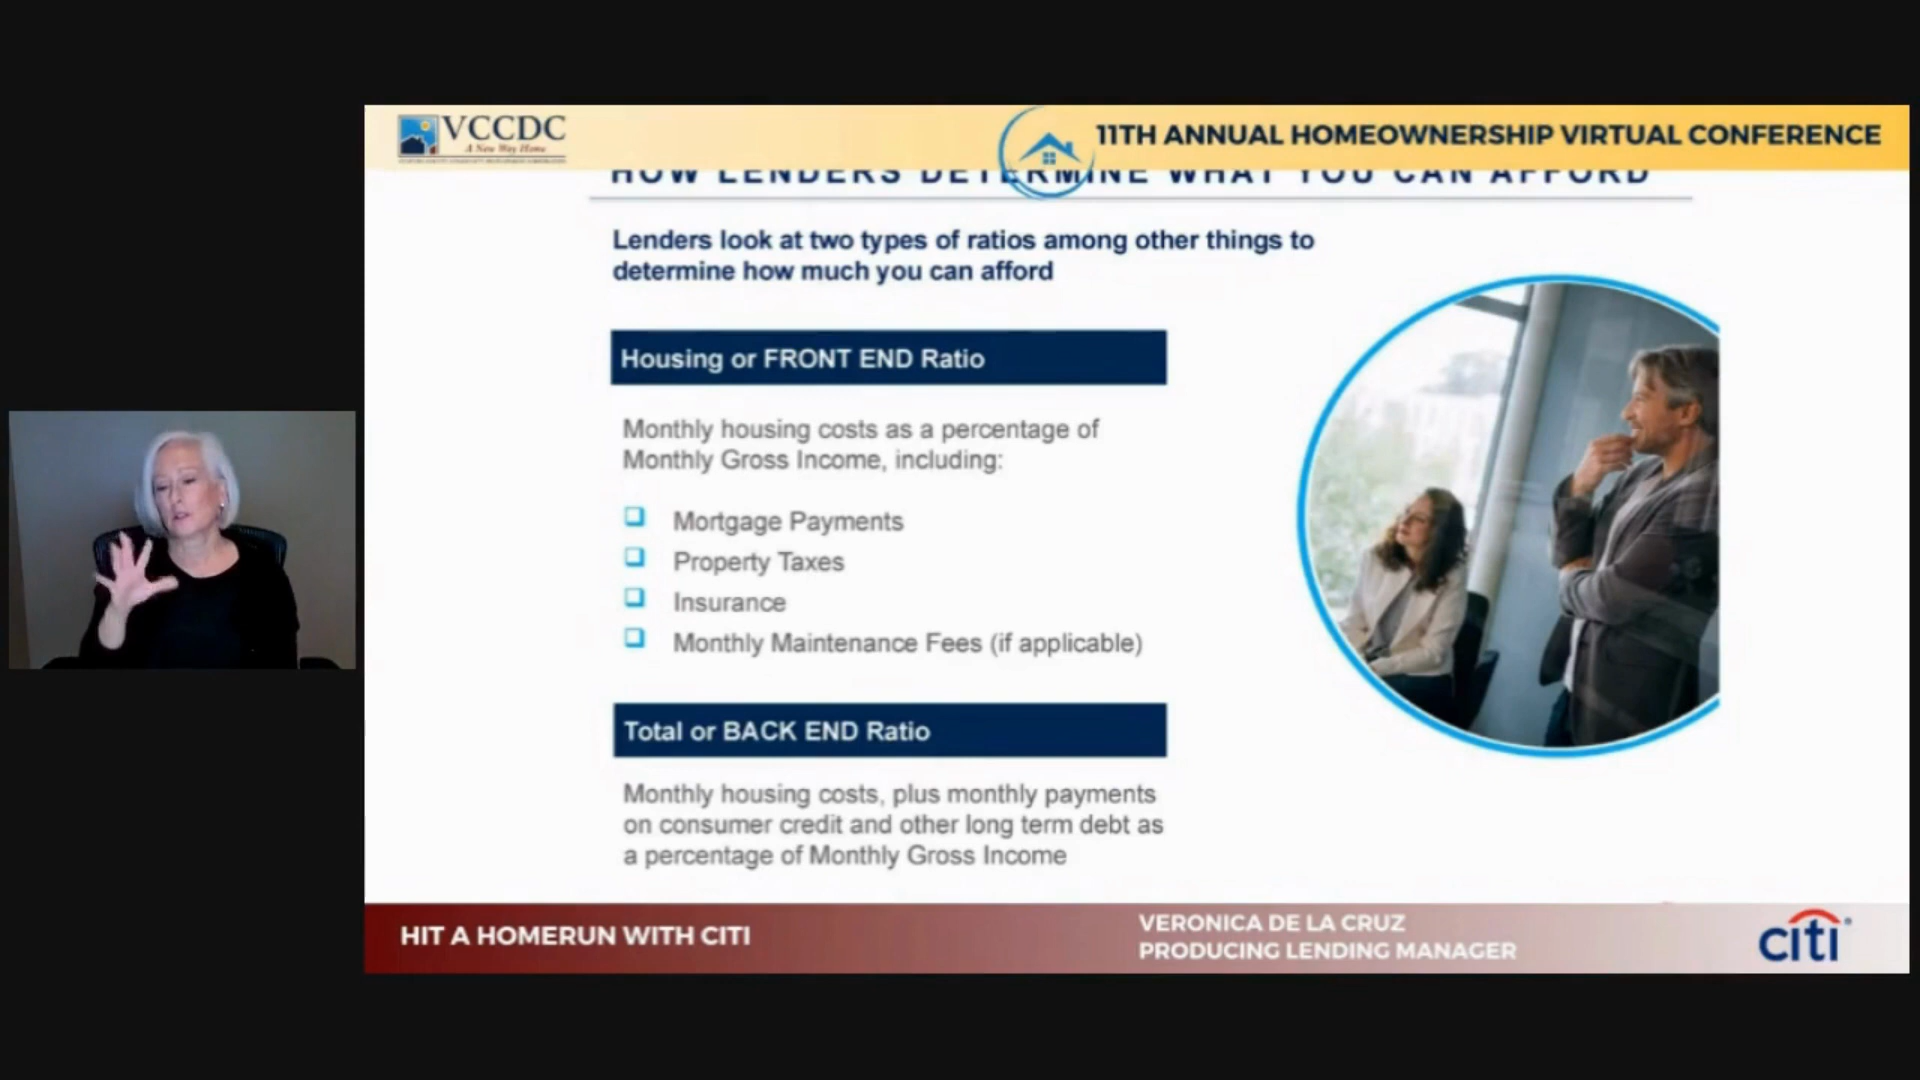 VCCDC
A New Way Home
11TH ANNUAL HOMEOWNERSHIP VIRTUAL CONFERENCE
HOW LENDERS DETERMINE WHAT YOU CAN AFFORD
Lenders look at two types of ratios among other things to
determine how much you can afford
Housing or FRONT END Ratio
Monthly housing costs as a percentage of
Monthly Gross Income, including:
Mortgage Payments
Property Taxes
Insurance
Monthly Maintenance Fees (if applicable)
Total or BACK END Ratio
Monthly housing costs, plus monthly payments
on consumer credit and other long term debt as
a percentage of Monthly Gross Income
HIT A HOMERUN WITH CITI
VERONICA DE LA CRUZ
PRODUCING LENDING MANAGER
citi®